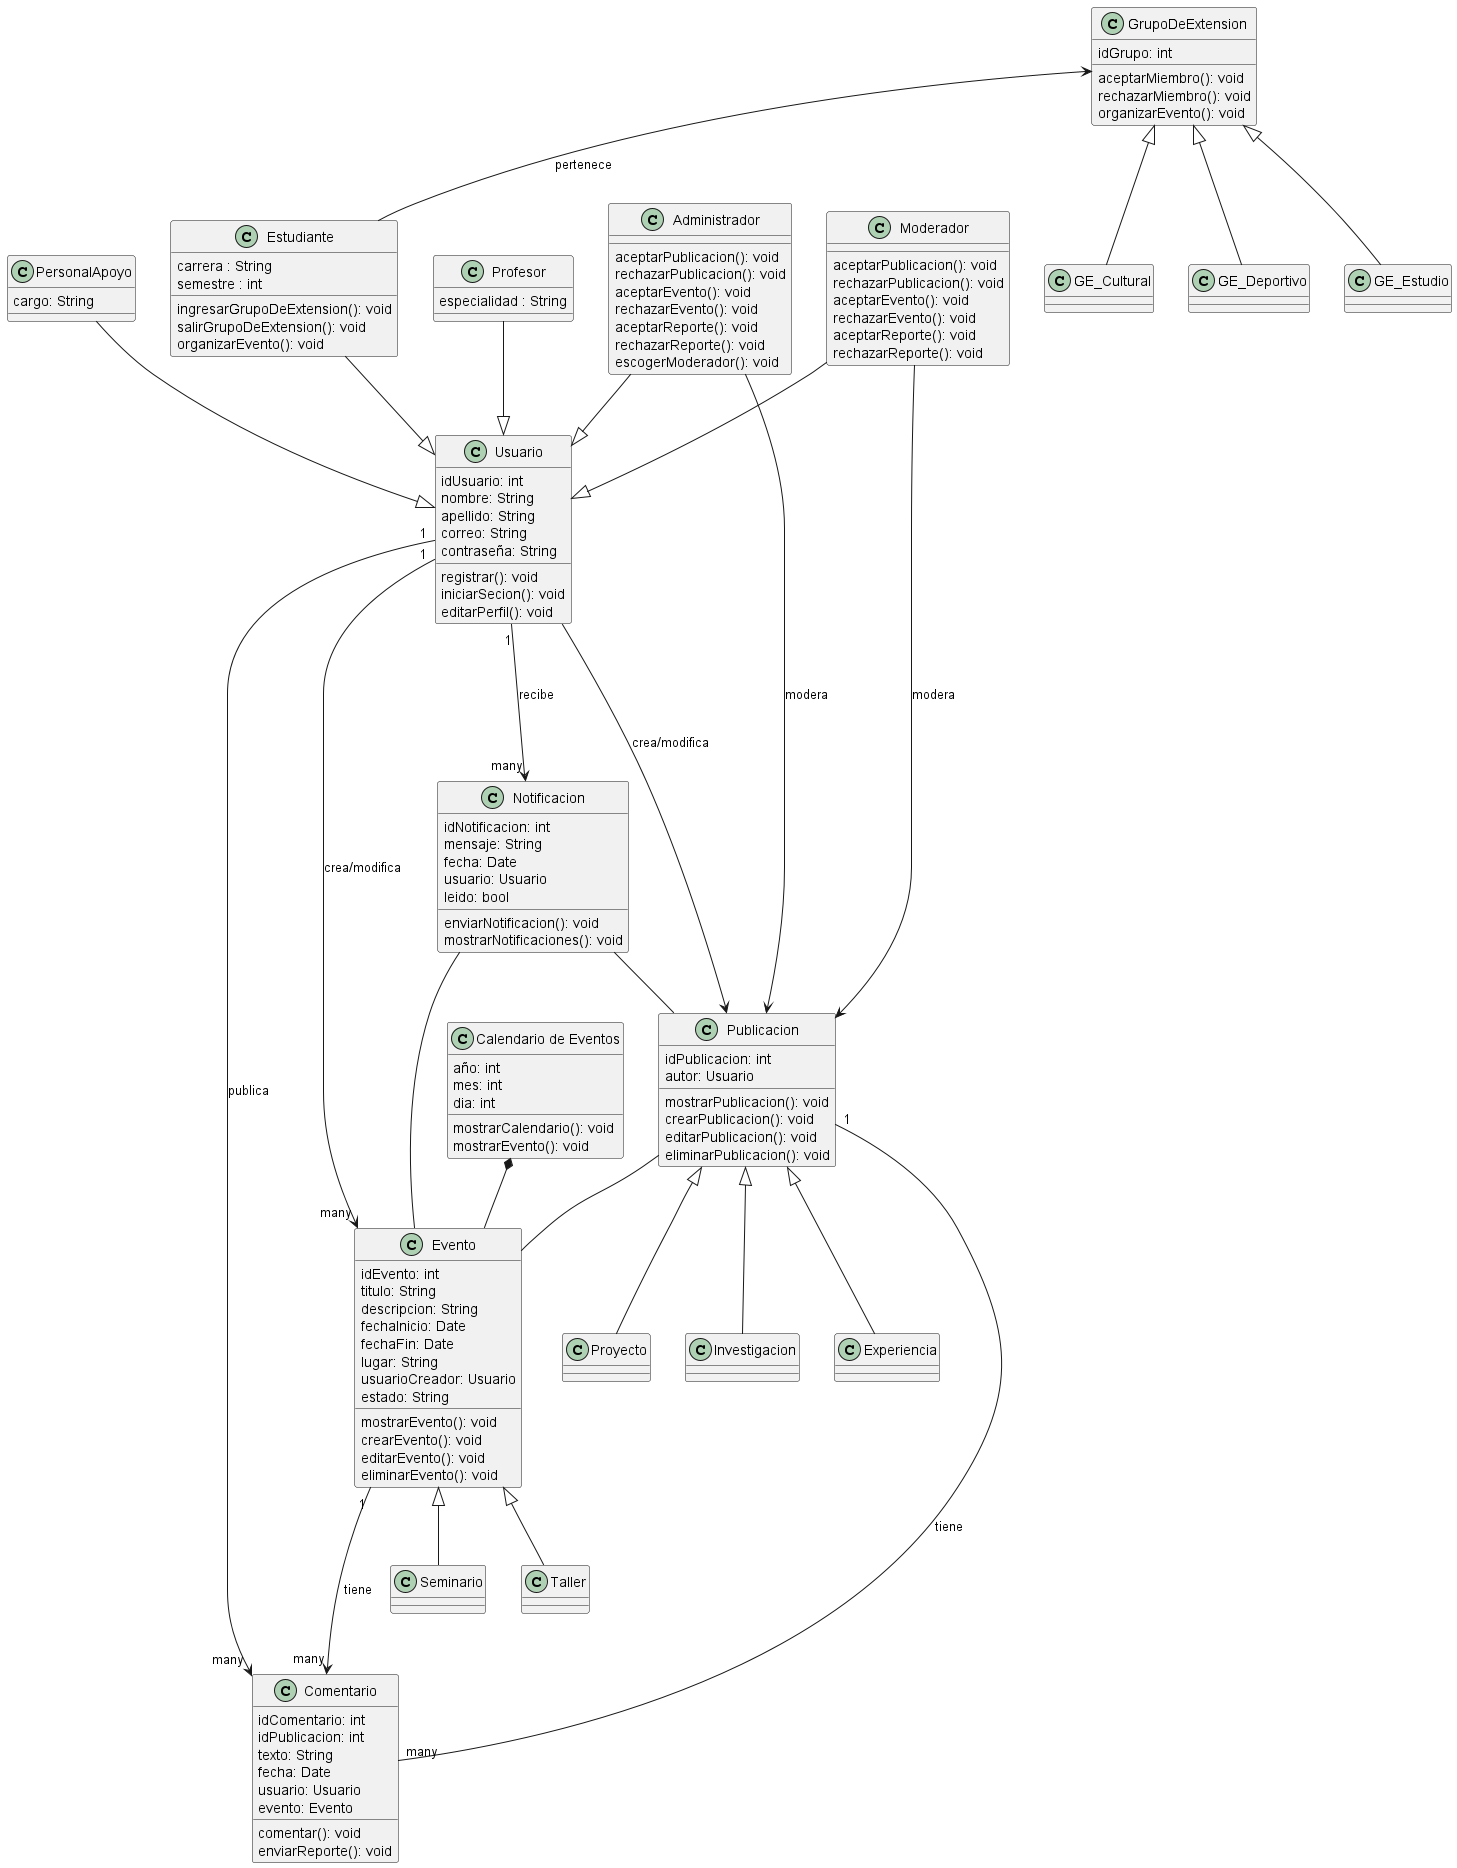 C GrupoDeExtension
idGrupo: int
aceptarMiembro(): void
rechazarMiembro(): void
organizarEvento(): void
pertenece
C PersonalApoyo
cargo: String
C Estudiante
carrera : String
semestre : int
ingresarGrupoDeExtension(): void
salirGrupoDeExtension(): void
organizarEvento(): void
C Profesor
especialidad : String
C Administrador
aceptarPublicacion(): void
rechazarPublicacion(): void
aceptarEvento(): void
rechazarEvento(): void
aceptarReporte(): void
rechazarReporte(): void
escogerModerador(): void
C Moderador
aceptarPublicacion(): void
rechazarPublicacion(): void
aceptarEvento(): void
rechazarEvento(): void
aceptarReporte(): void
rechazarReporte(): void
C GE_Cultural
C GE_Deportivo
C GE_Estudio
C Usuario
idUsuario: int
nombre: String
apellido: String
correo: String
contraseña: String
registrar(): void
iniciarSecion(): void
editarPerfil(): void
1
1
1
recibe
many
crea/modifica
modera
modera
crea/modifica
publica
C Notificacion
idNotificacion: int
mensaje: String
fecha: Date
usuario: Usuario
leido: bool
enviarNotificacion(): void
mostrarNotificaciones(): void
C Calendario de Eventos
año: int
mes: int
dia: int
mostrarCalendario(): void
mostrarEvento(): void
C Publicacion
idPublicacion: int
autor: Usuario
mostrarPublicacion(): void
crearPublicacion(): void
editarPublicacion(): void
eliminarPublicacion(): void
1
many
C Evento
idEvento: int
titulo: String
descripcion: String
fechaInicio: Date
fechaFin: Date
lugar: String
usuarioCreador: Usuario
estado: String
mostrarEvento(): void
crearEvento(): void
editarEvento(): void
eliminarEvento(): void
C Proyecto
C Investigacion
C Experiencia
1
tiene
tiene
C Seminario
C Taller
many
many
many
C Comentario
idComentario: int
idPublicacion: int
texto: String
fecha: Date
usuario: Usuario
evento: Evento
comentar(): void
enviarReporte(): void